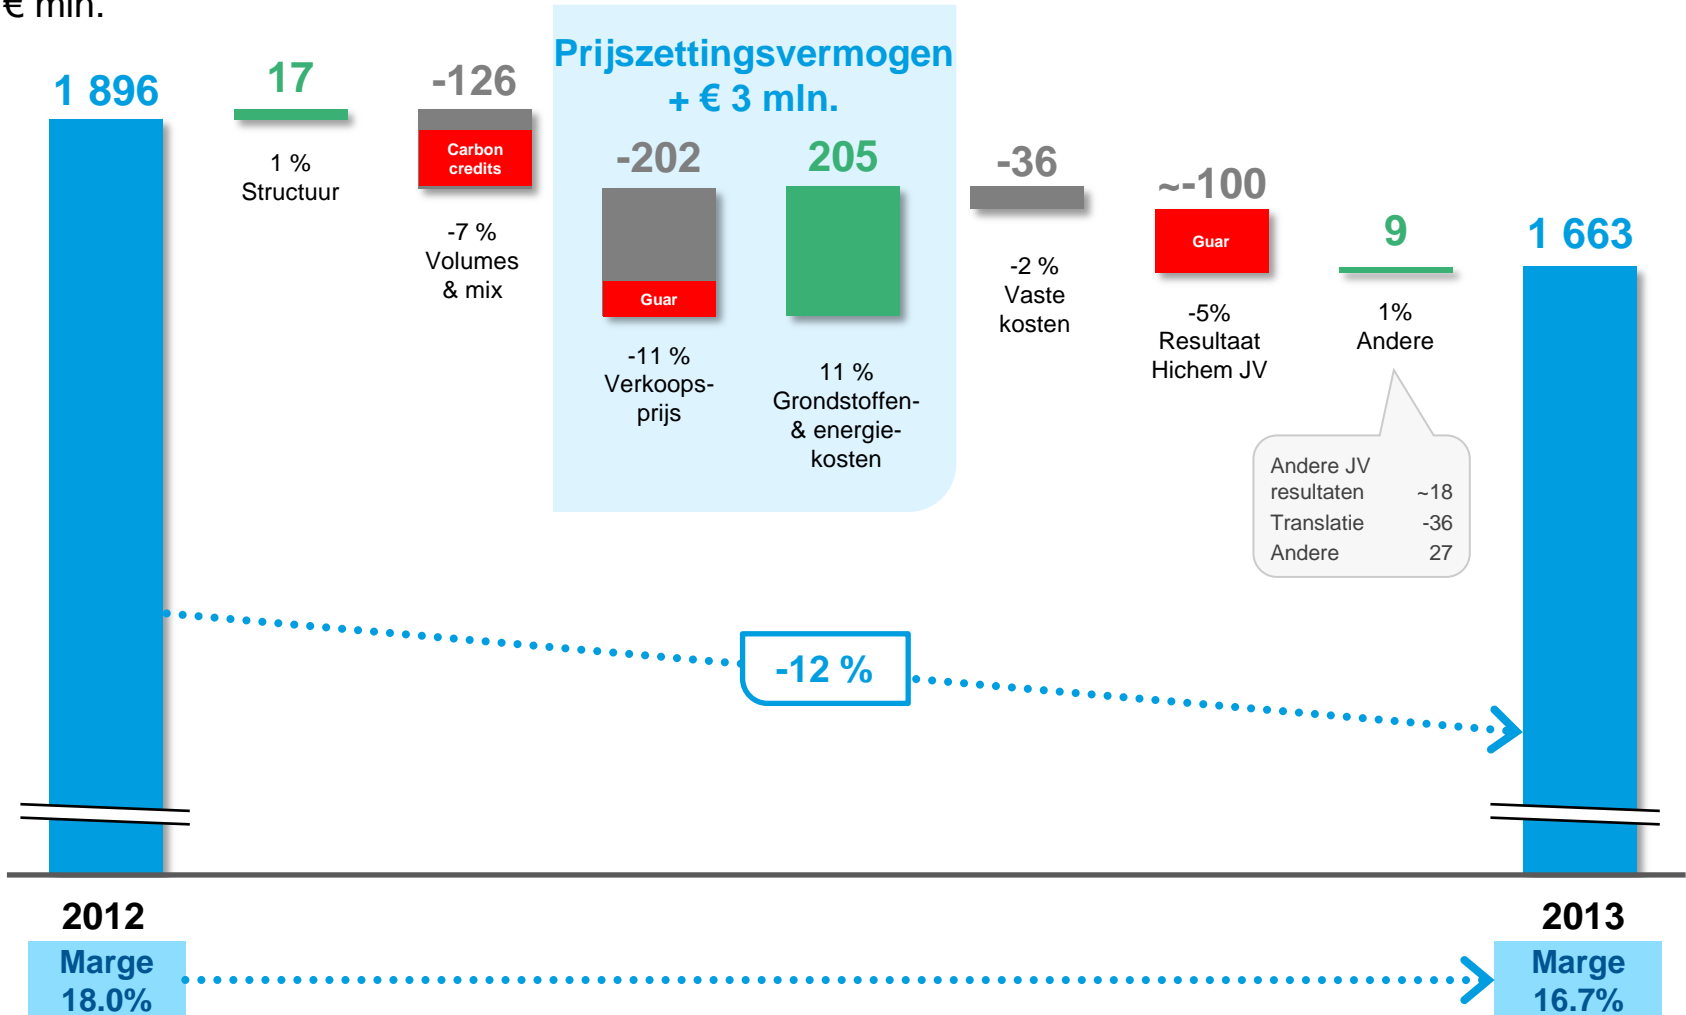 € mln.
1 896
17
1 %
Structuur
-126
Carbon
credits
-7 %
Volumes
& mix
Prijszettingsvermogen
+ € 3 mln.
-202
Guar
-11 %
Verkoops-
prijs
205
11 %
Grondstoffen-
& energie-
kosten
-36
-2 %
Vaste
kosten
~-100
Guar
-5%
Resultaat
Hichem JV
9
1%
Andere
Andere JV
resultaten ~18
Translatie -36
Andere 27
1 663
-12 %
2012
Marge
18.0%
2013
Marge
16.7%